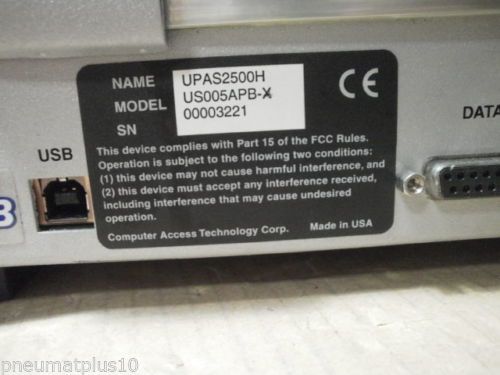 NAME UPAS2500H
MODEL US005APB-X
SN 00003221
This device complies with Part 15 of the FCC Rules.
Operation is subject to the following two conditions:
(1) this device may not cause harmful interference, and
(2) this device must accept any interference received,
including interference that may cause undesired
operation.
Computer Access Technology Corp. Made in USA
CE
USB
DATA
B
pneumatplus10